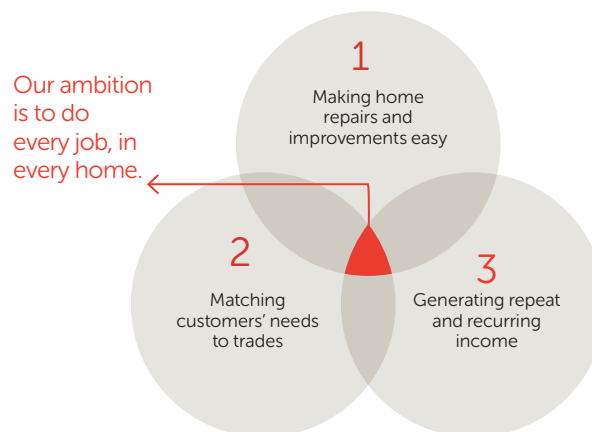 Our ambition
is to do
every job, in
every home.
1
Making home
repairs and
improvements easy
2
Matching
customers’ needs
to trades
3
Generating repeat
and recurring
income